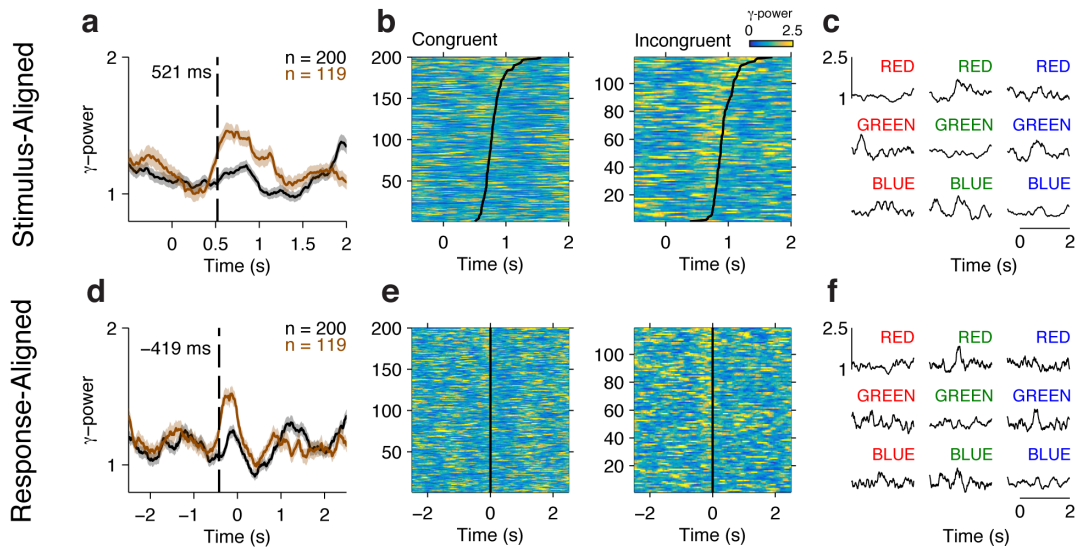 Stimulus-Aligned
a
2
1
γ-power
521 ms
n = 200
n = 119
0
0.5
1
1.5
2
Time (s)
b
Congruent
200
150
100
50
0
1
2
Time (s)
Incongruent
γ-power
0
2.5
100
80
60
40
20
0
1
2
Time (s)
c
2.5
1
RED
RED
RED
GREEN
GREEN
GREEN
BLUE
BLUE
BLUE
0
2
Time (s)
Response-Aligned
d
2
1
γ-power
−419 ms
n = 200
n = 119
−2
−1
0
1
2
Time (s)
e
200
150
100
50
−2
0
2
Time (s)
100
80
60
40
20
−2
0
2
Time (s)
f
2.5
1
RED
RED
RED
GREEN
GREEN
GREEN
BLUE
BLUE
BLUE
0
2
Time (s)